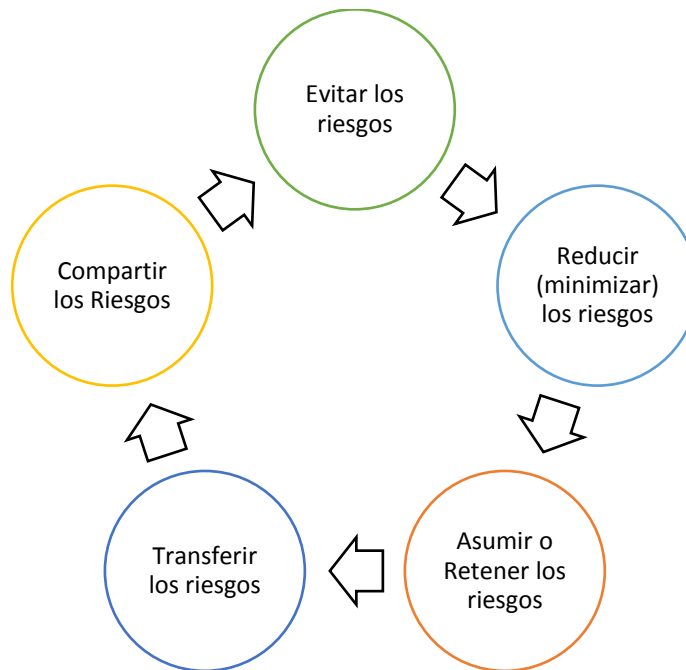 Evitar los
riesgos
Reducir
(minimizar)
los riesgos
Asumir o
Retener los
riesgos
Transferir
los riesgos
Compartir
los Riesgos